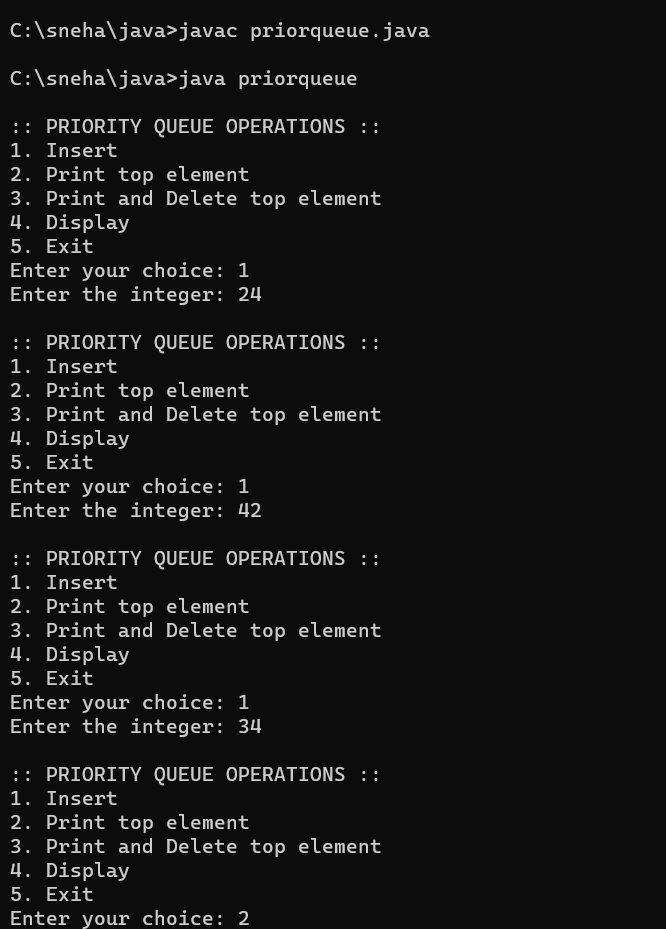 C:\sneha\java>javac priorqueue.java
C:\sneha\java>java priorqueue
:: PRIORITY QUEUE OPERATIONS ::
1. Insert
2. Print top element
3. Print and Delete top element
4. Display
5. Exit
Enter your choice: 1
Enter the integer: 24
:: PRIORITY QUEUE OPERATIONS ::
1. Insert
2. Print top element
3. Print and Delete top element
4. Display
5. Exit
Enter your choice: 1
Enter the integer: 42
:: PRIORITY QUEUE OPERATIONS ::
1. Insert
2. Print top element
3. Print and Delete top element
4. Display
5. Exit
Enter your choice: 1
Enter the integer: 34
:: PRIORITY QUEUE OPERATIONS ::
1. Insert
2. Print top element
3. Print and Delete top element
4. Display
5. Exit
Enter your choice: 2